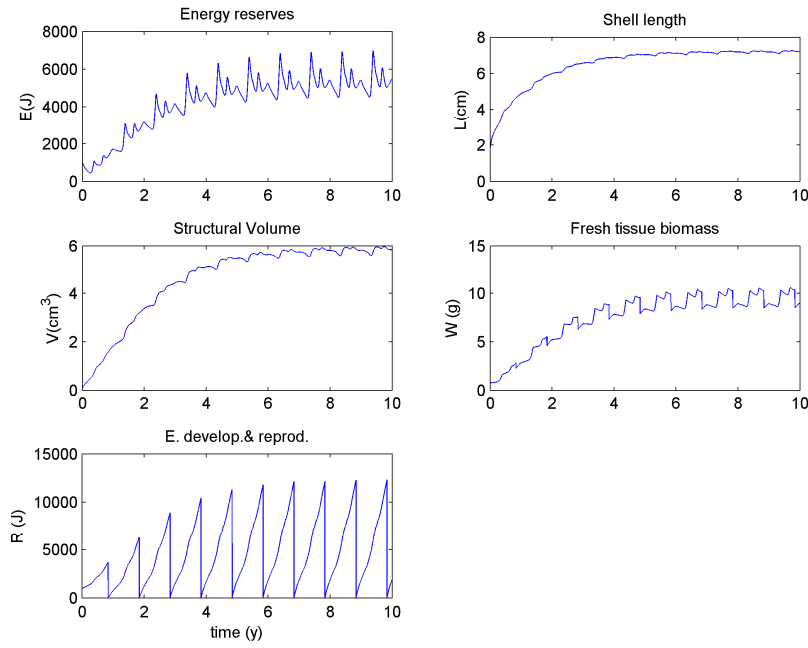 Energy reserves
8000
6000
4000
2000
0
E(J)
0 2 4 6 8 10
Shell length
8
6
4
2
0
L(cm)
0 2 4 6 8 10
Structural Volume
6
4
2
0
V(cm³)
0 2 4 6 8 10
Fresh tissue biomass
15
10
5
0
W (g)
0 2 4 6 8 10
E. develop.& reprod.
15000
10000
5000
0
R (J)
0 2 4 6 8 10
time (y)